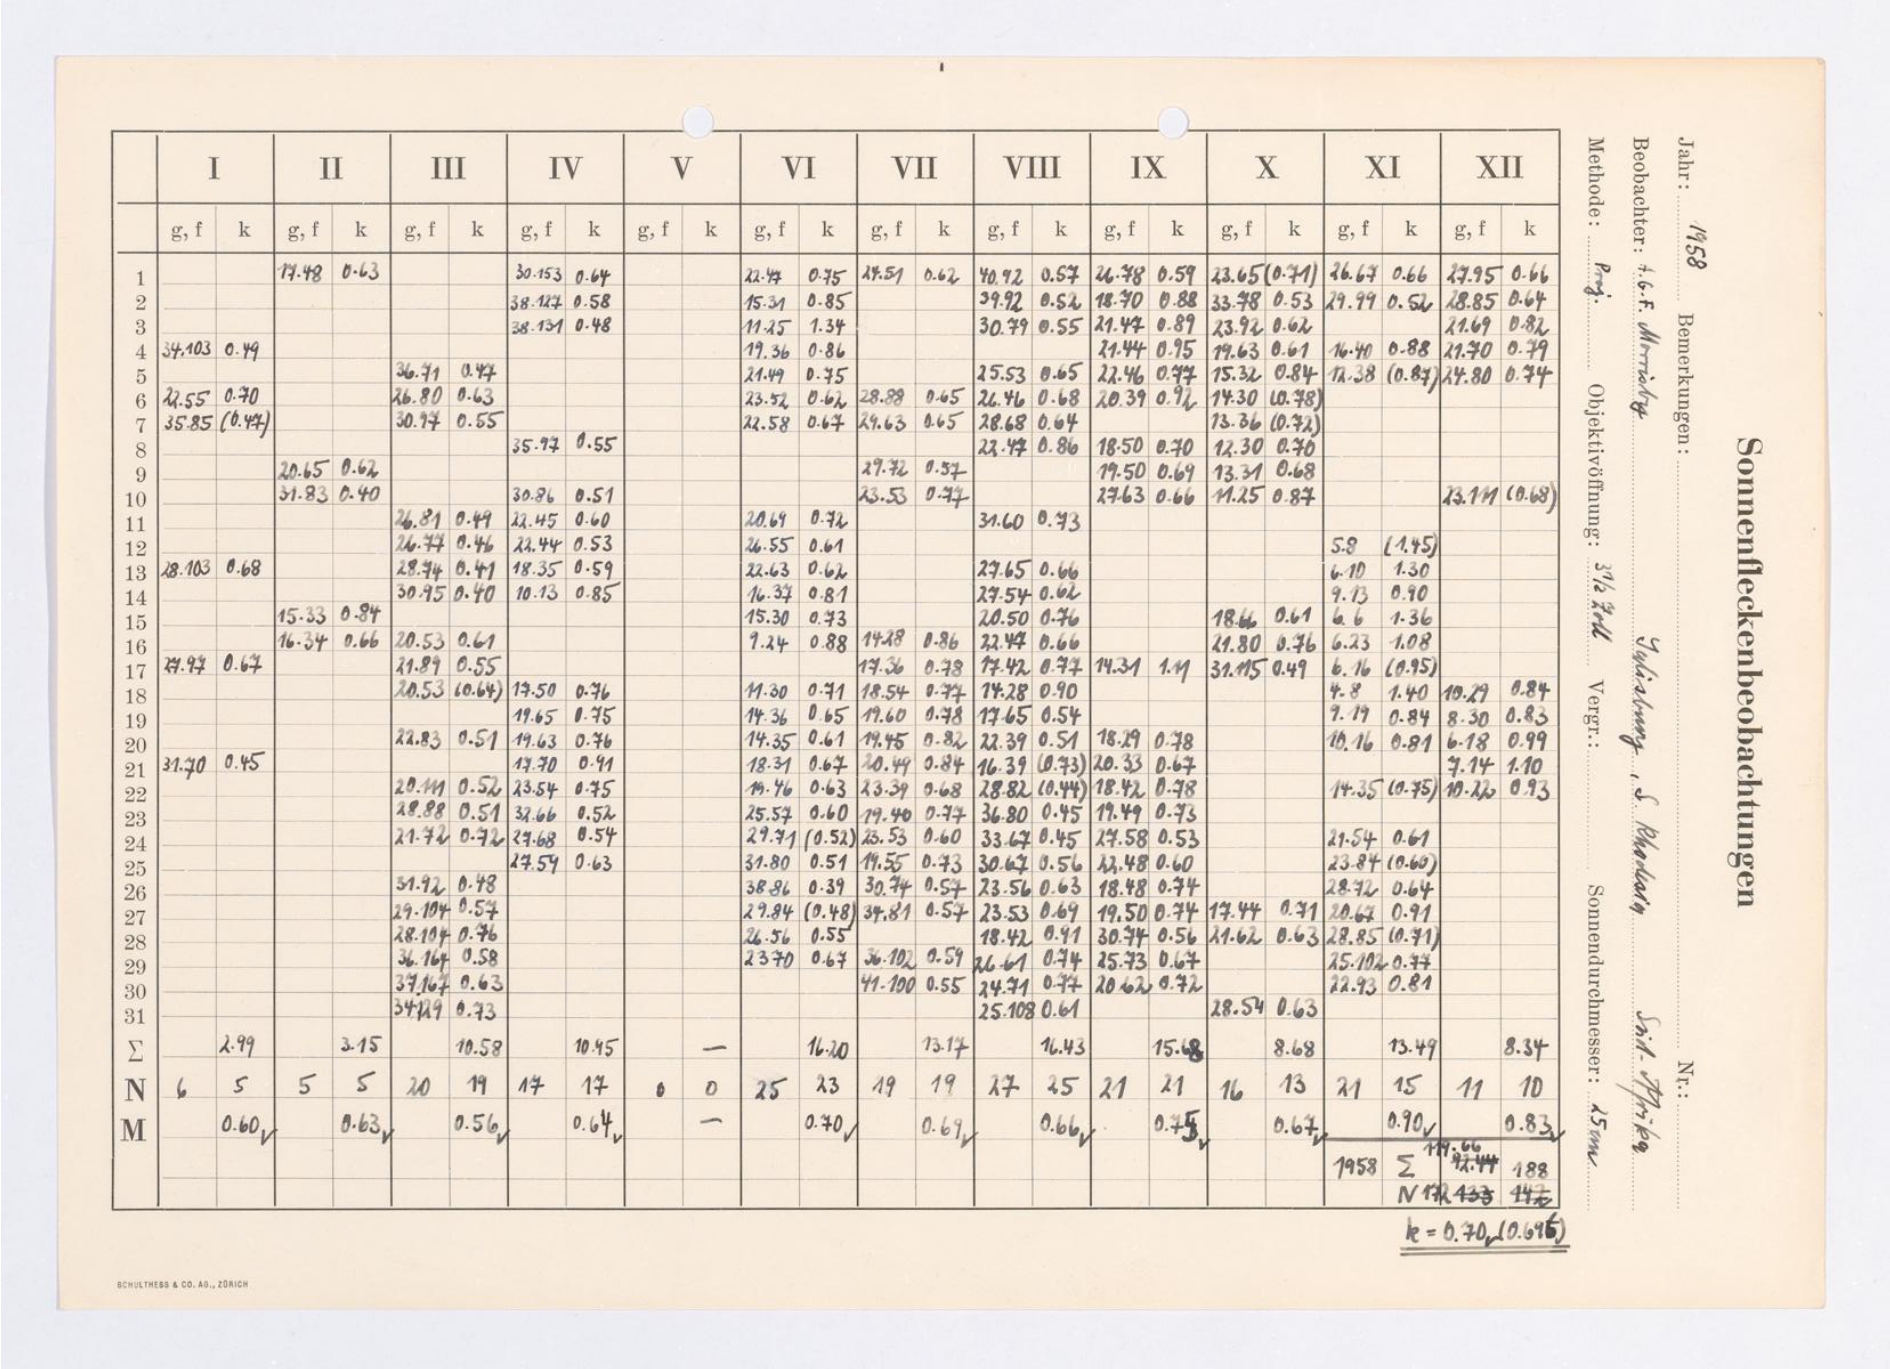 I II III IV V VI VII VIII IX X XI XII
g, f k g, f k g, f k g, f k g, f k g, f k g, f k g, f k g, f k g, f k g, f k g, f k
1 17.48 0.63 30.153 0.64 22.47 0.75 24.51 0.62 40.92 0.57 26.78 0.59 23.65 (0.71) 26.67 0.66 27.95 0.66
2 38.127 0.58 15.31 0.85 39.92 0.52 18.70 0.88 33.78 0.53 29.99 0.52 28.85 0.64
3 38.131 0.48 11.25 1.34 30.79 0.55 21.47 0.89 23.92 0.62 21.69 0.82
4 34.103 0.49 19.36 0.86 21.44 0.95 19.63 0.61 16.40 0.88 21.70 0.79
5 36.71 0.47 21.49 0.75 25.53 0.65 22.46 0.77 15.32 0.84 12.38 (0.87) 24.80 0.74
6 22.55 0.70 26.80 0.63 23.52 0.62 28.88 0.65 26.46 0.68 20.39 0.92 14.30 (0.78)
7 35.85 (0.47) 30.97 0.55 22.58 0.67 29.63 0.65 28.68 0.64 13.36 (0.72)
8 35.97 0.55 22.47 0.86 18.50 0.70 12.30 0.70
9 20.65 0.62 29.72 0.57 19.50 0.69 13.31 0.68
10 31.83 0.40 30.86 0.51 23.53 0.77 27.63 0.66 11.25 0.87 23.111 (0.68)
11 26.81 0.49 22.45 0.60 20.69 0.72 31.60 0.73
12 26.77 0.46 22.44 0.53 26.55 0.61 5.8 (1.45)
13 28.103 0.68 28.74 0.41 18.35 0.59 22.63 0.62 27.65 0.66 6.10 1.30
14 30.95 0.40 10.13 0.85 16.37 0.81 27.54 0.62 9.13 0.90
15 15.33 0.84 15.30 0.73 20.50 0.76 18.66 0.61 6.6 1.36
16 16.34 0.66 20.53 0.61 9.24 0.88 14.28 0.86 22.47 0.66 21.80 0.76 6.23 1.08
17 27.97 0.67 21.89 0.55 17.36 0.78 17.42 0.77 14.31 1.11 31.115 0.49 6.16 (0.95)
18 20.53 (0.64) 17.50 0.76 11.30 0.71 18.54 0.77 14.28 0.90 4.8 1.40 10.29 0.84
19 19.65 0.75 14.36 0.65 19.60 0.78 17.65 0.54 9.19 0.84 8.30 0.83
20 22.83 0.51 19.63 0.76 14.35 0.61 19.45 0.82 22.39 0.51 18.29 0.78 10.16 0.81 6.18 0.99
21 31.70 0.45 17.70 0.91 18.31 0.67 20.49 0.84 16.39 (0.73) 20.33 0.67 7.14 1.10
22 20.111 0.52 23.54 0.75 19.46 0.63 23.39 0.68 28.82 (0.44) 18.42 0.78 14.35 (0.75) 10.22 0.93
23 28.88 0.51 32.66 0.52 25.57 0.60 19.40 0.77 36.80 0.45 19.49 0.73
24 21.72 0.72 27.68 0.54 29.71 (0.52) 23.53 0.60 33.67 0.45 27.58 0.53 21.54 0.61
25 27.59 0.63 31.80 0.51 19.55 0.73 30.67 0.56 22.48 0.60 23.84 (0.60)
26 31.92 0.48 38.86 0.39 30.74 0.57 23.56 0.63 18.48 0.74 28.72 0.64
27 29.104 0.57 29.84 (0.48) 34.81 0.57 23.53 0.69 19.50 0.74 17.44 0.71 20.67 0.91
28 28.104 0.76 26.56 0.55 18.42 0.91 30.74 0.56 21.62 0.63 28.85 (0.71)
29 36.164 0.58 23.70 0.67 36.102 0.59 26.61 0.74 25.73 0.67 25.102 0.77
30 37.167 0.63 41.100 0.55 24.71 0.77 20.62 0.72 22.93 0.81
31 34.129 0.73 25.108 0.61 28.54 0.63
Σ 2.99 3.15 10.58 10.95 — 16.20 13.17 16.43 15.68 8.68 13.49 8.34
N 6 5 5 5 20 19 17 17 0 0 25 23 19 19 27 25 21 21 16 13 21 15 11 10
M 0.60 0.63 0.56 0.64 — 0.70 0.69 0.66 0.75 0.67 0.90 0.83
119.66
1958 Σ 92.44 188
N 172 133 147
k = 0.70 (0.696)
SCHULTHESS & CO. AG., ZÜRICH
Sonnenfleckenbeobachtungen
Jahr: 1958 Bemerkungen: Nr.:
Beobachter: A.G.F. Morrisby Salisbury, S. Rhodesia Süd-Afrika
Methode: Proj. Objektivöffnung: 3 1/2 Zoll Vergr.: Sonnendurchmesser: 25 cm